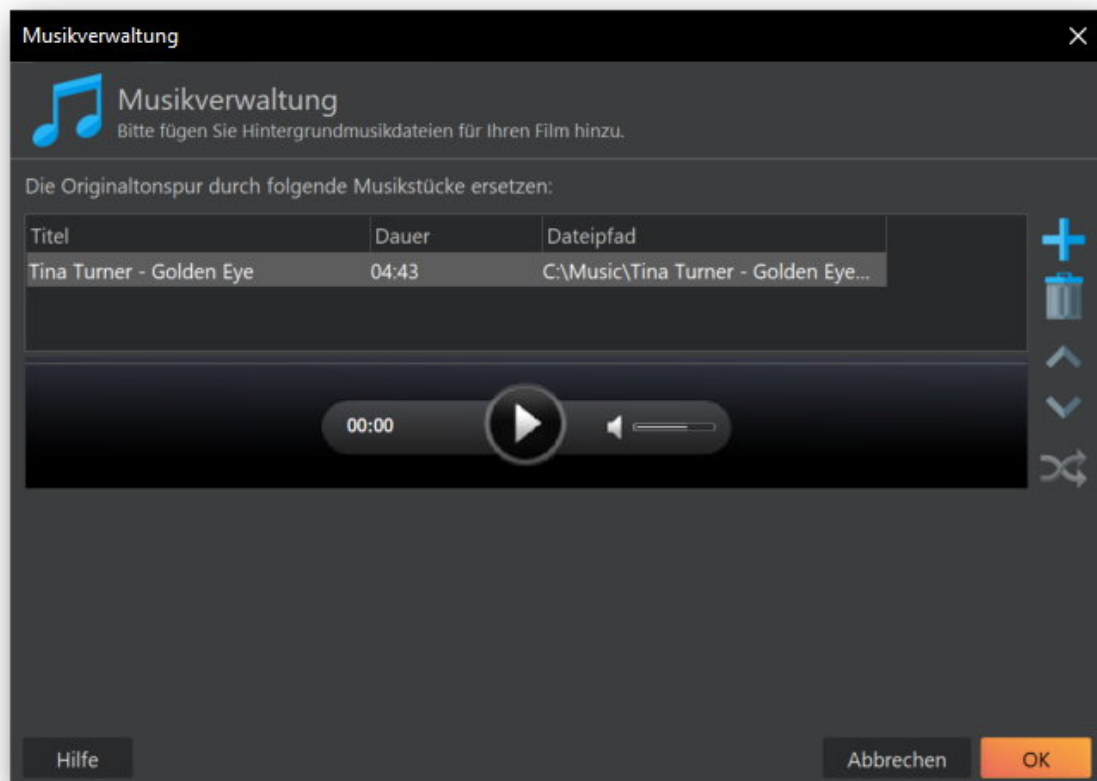 Musikverwaltung
Musikverwaltung
Bitte fügen Sie Hintergrundmusikdateien für Ihren Film hinzu.
Die Originaltonspur durch folgende Musikstücke ersetzen:
Titel Dauer Dateipfad
Tina Turner - Golden Eye 04:43 C:\Music\Tina Turner - Golden Eye...
00:00
Hilfe Abbrechen OK